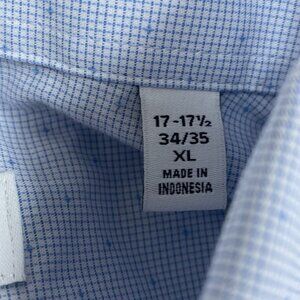 17-17½
34/35
XL
MADE IN
INDONESIA